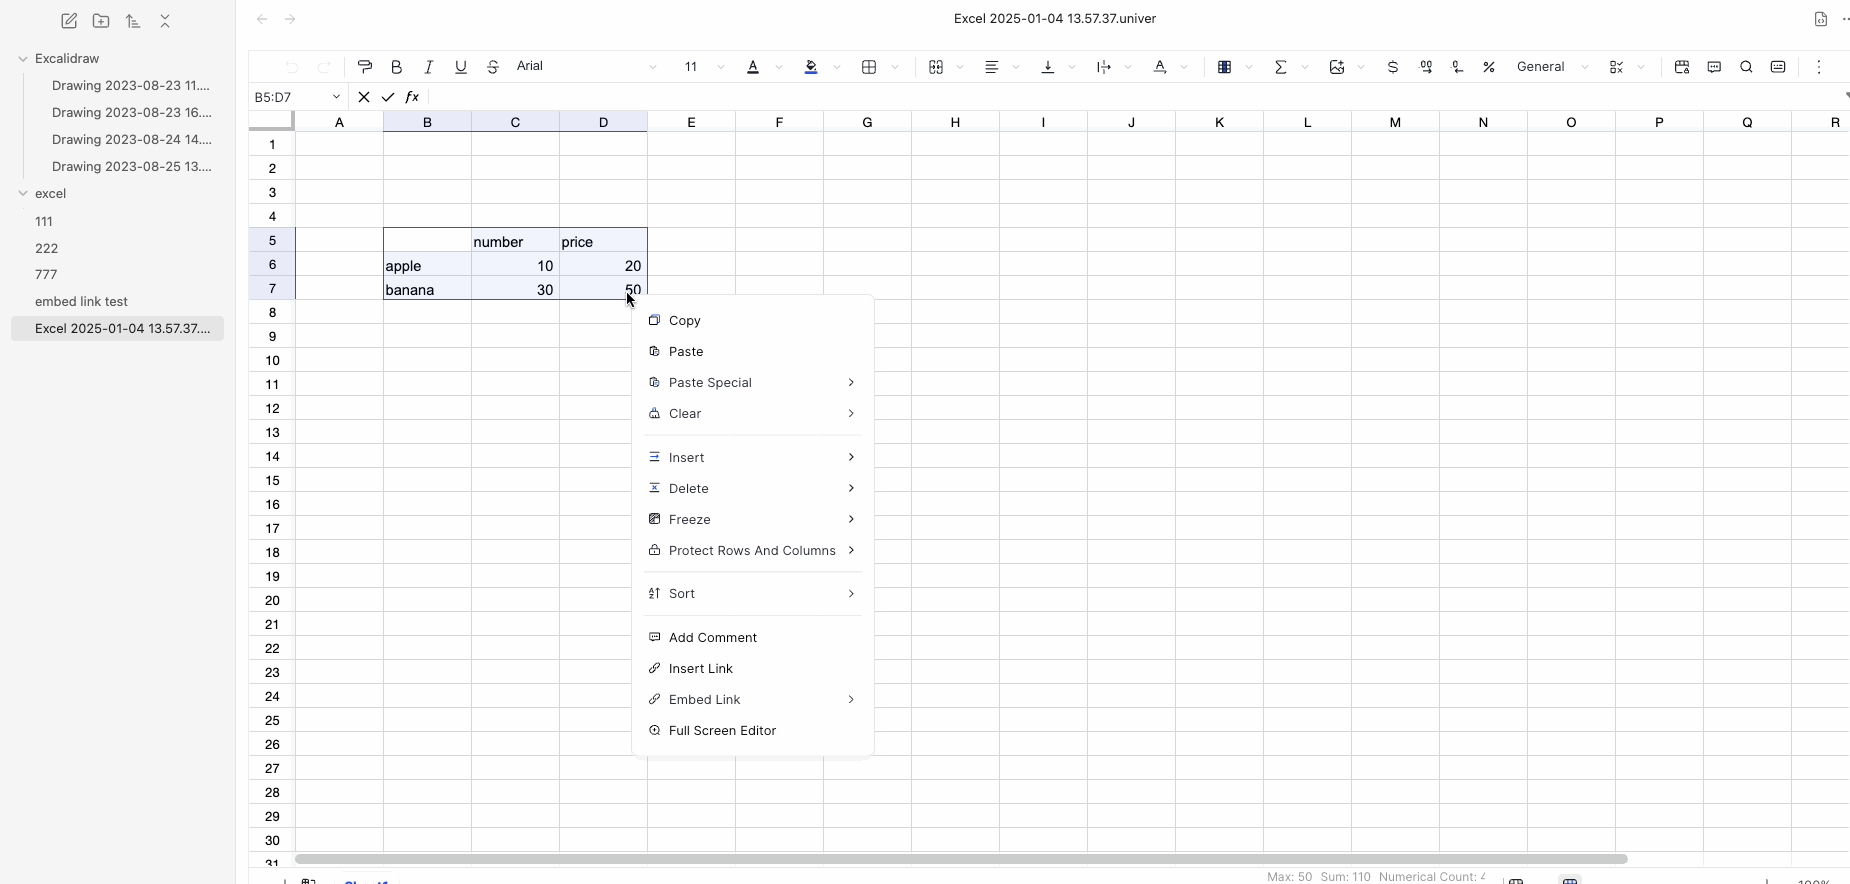 Excel 2025-01-04 13.57.37.univer
Excalidraw
Drawing 2023-08-23 11....
Drawing 2023-08-23 16....
Drawing 2023-08-24 14....
Drawing 2023-08-25 13....
excel
111
222
777
embed link test
Excel 2025-01-04 13.57.37....
B I U S Arial 11 A A $ .00 .0 % General
B5:D7 fx
A B C D E F G H I J K L M N O P Q R
1
2
3
4
5 number price
6 apple 10 20
7 banana 30 50
8
9
10
11
12
13
14
15
16
17
18
19
20
21
22
23
24
25
26
27
28
29
30
31
Copy
Paste
Paste Special
Clear
Insert
Delete
Freeze
Protect Rows And Columns
Sort
Add Comment
Insert Link
Embed Link
Full Screen Editor
Sheet1 Max: 50 Sum: 110 Numerical Count: 4 100%